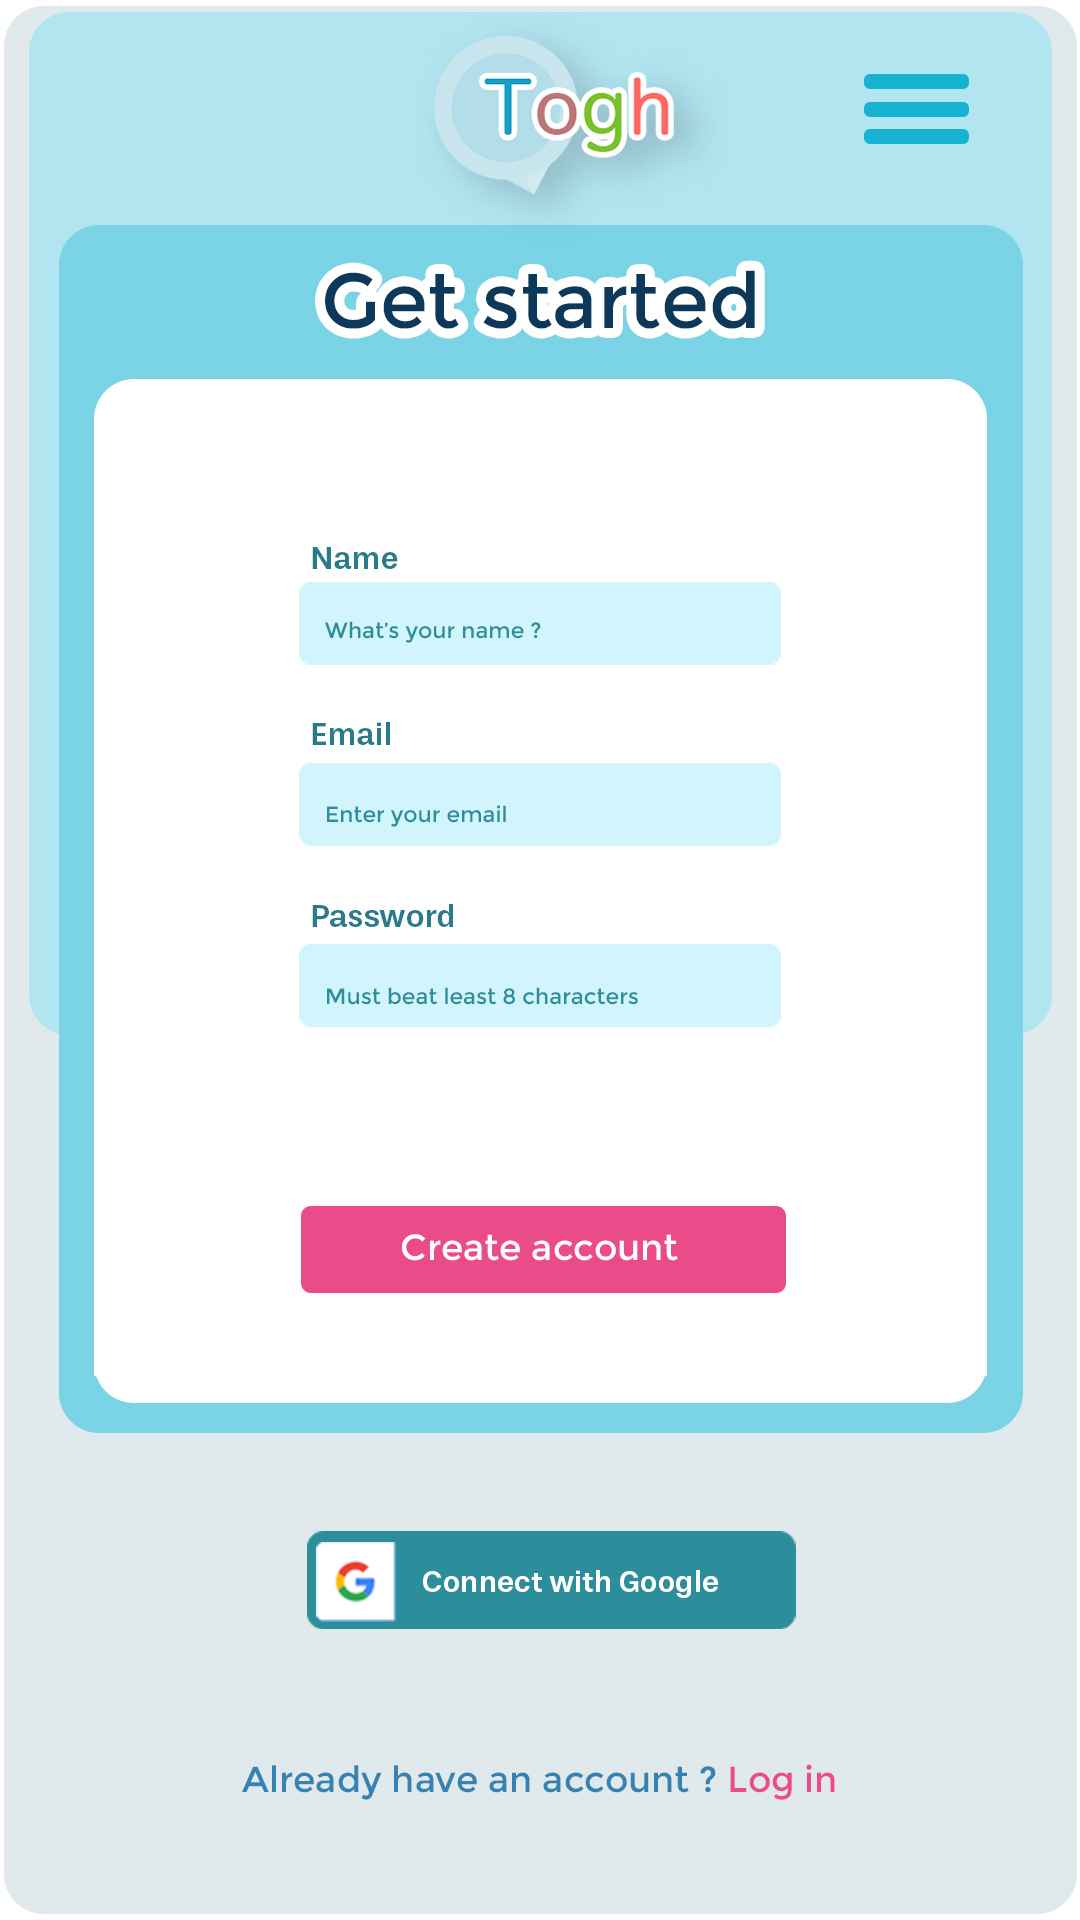 Togh
Get started
Name
What’s your name ?
Email
Enter your email
Password
Must beat least 8 characters
Create account
Connect with Google
Already have an account ? Log in